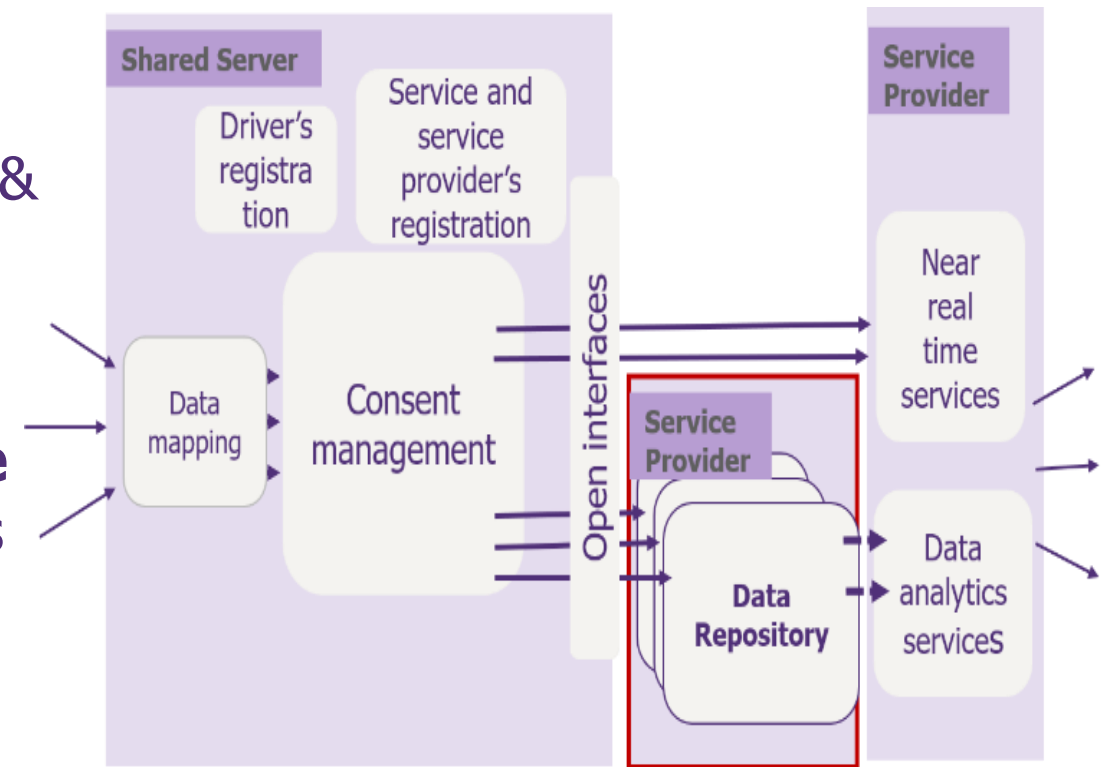 &
e
s
Shared Server
Driver’s
registra
tion
Service and
service
provider’s
registration
Data
mapping
Consent
management
Open interfaces
Service
Provider
Data
Repository
Service
Provider
Near
real
time
services
Data
analytics
services